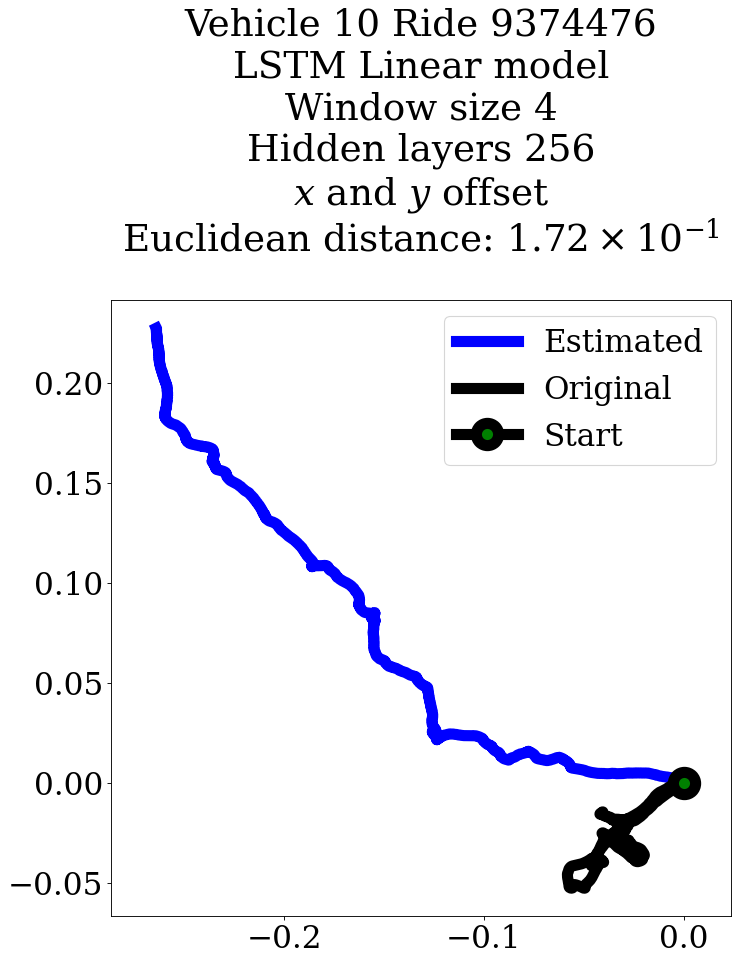 Vehicle 10 Ride 9374476
LSTM Linear model
Window size 4
Hidden layers 256
x and y offset
Euclidean distance: 1.72 × 10⁻¹
Estimated
Original
Start
0.20
0.15
0.10
0.05
0.00
−0.05
−0.2
−0.1
0.0